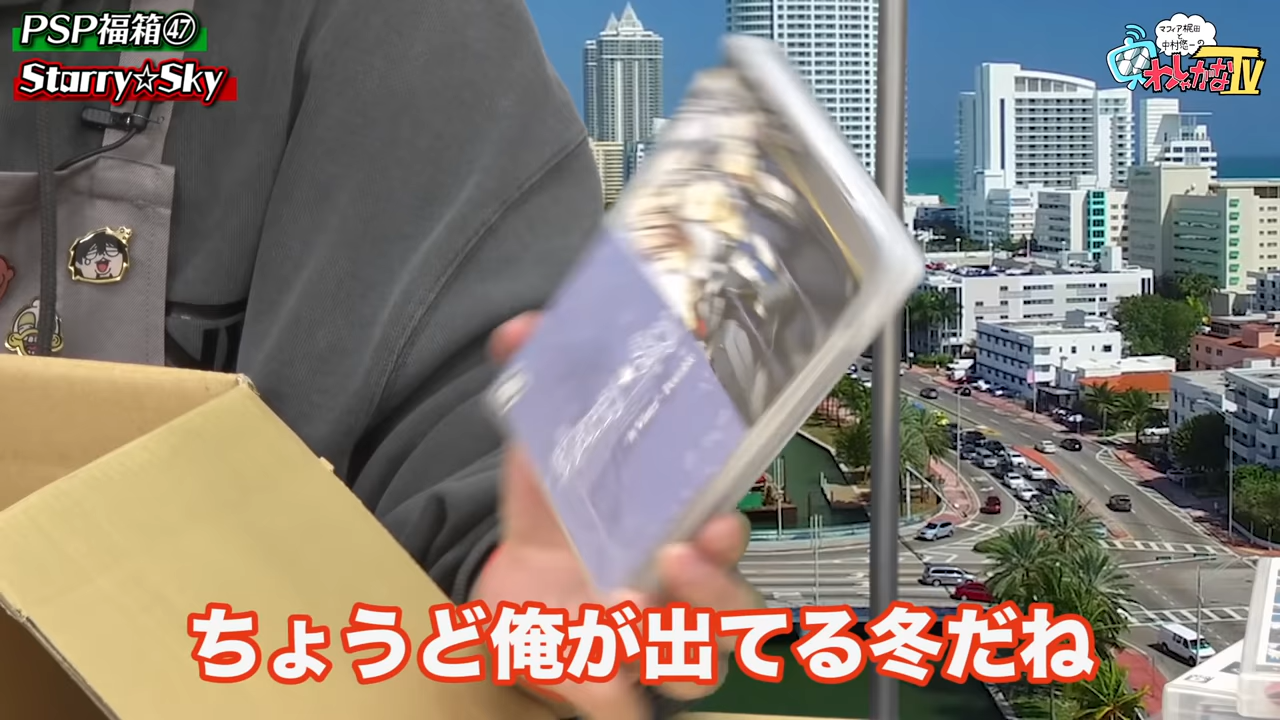 PSP福箱㊼
Starry☆Sky
マフィア梶田
と
中村悠一の
わしゃがなTV
ちょうど俺が出てる冬だね